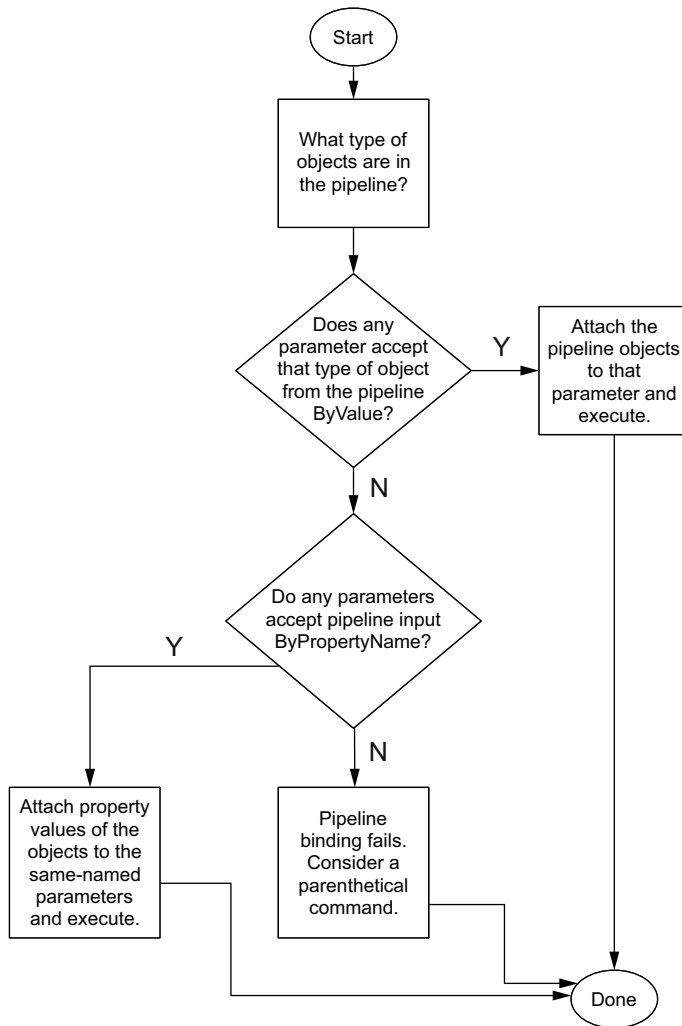 Start
What type of
objects are in
the pipeline?
Does any
parameter accept
that type of object
from the pipeline
ByValue?
Y
Attach the
pipeline objects
to that
parameter and
execute.
N
Do any parameters
accept pipeline input
ByPropertyName?
Y
N
Attach property
values of the
objects to the
same-named
parameters
and execute.
Pipeline
binding fails.
Consider a
parenthetical
command.
Done